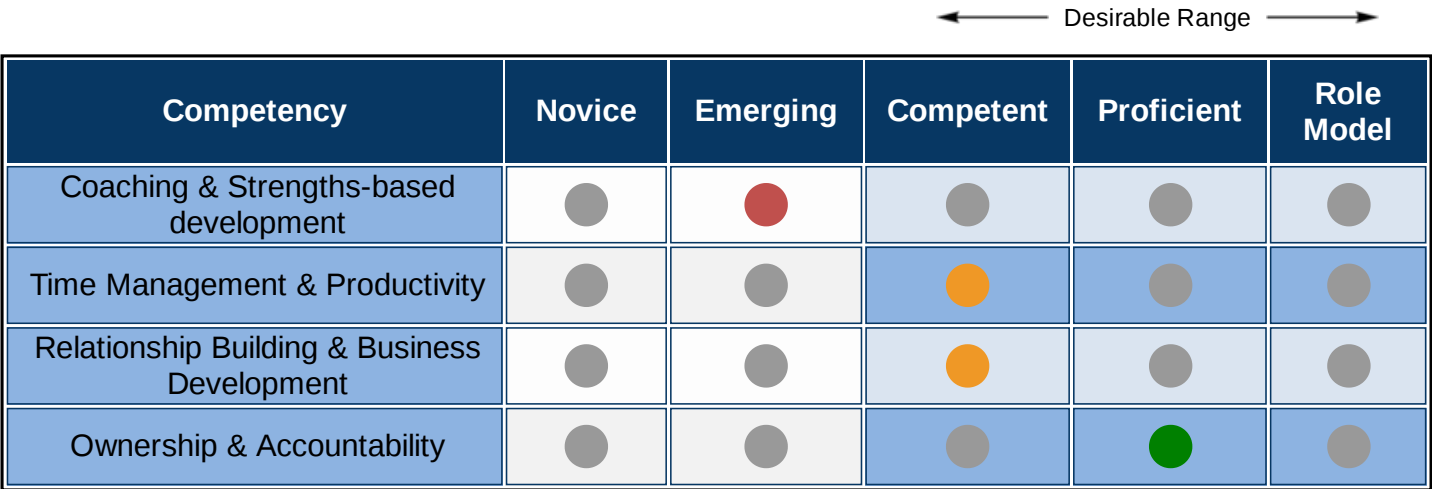 Desirable Range
Competency
Novice
Emerging
Competent
Proficient
Role
Model
Coaching & Strengths-based
development
Time Management & Productivity
Relationship Building & Business
Development
Ownership & Accountability